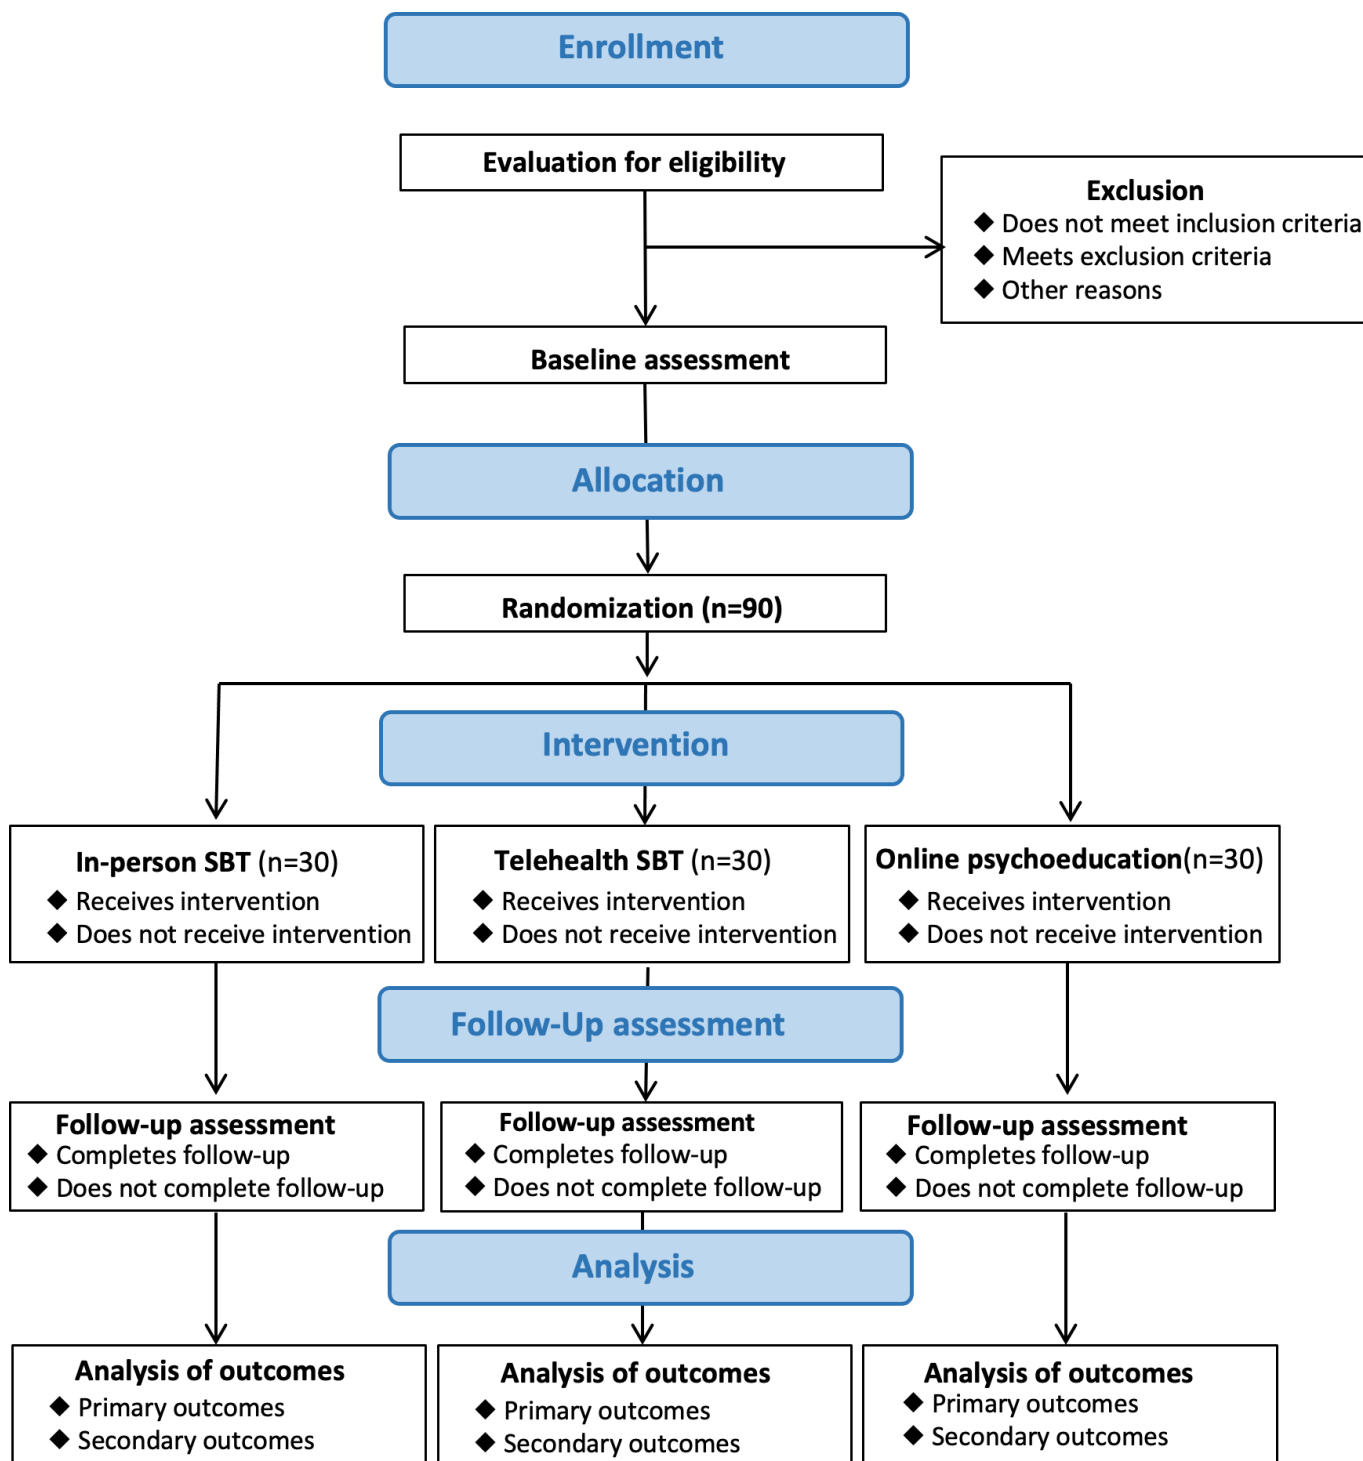 Enrollment
Evaluation for eligibility
Exclusion
◆ Does not meet inclusion criteria
◆ Meets exclusion criteria
◆ Other reasons
Baseline assessment
Allocation
Randomization (n=90)
Intervention
In-person SBT (n=30)
◆ Receives intervention
◆ Does not receive intervention
Telehealth SBT (n=30)
◆ Receives intervention
◆ Does not receive intervention
Online psychoeducation(n=30)
◆ Receives intervention
◆ Does not receive intervention
Follow-Up assessment
Follow-up assessment
◆ Completes follow-up
◆ Does not complete follow-up
Follow-up assessment
◆ Completes follow-up
◆ Does not complete follow-up
Follow-up assessment
◆ Completes follow-up
◆ Does not complete follow-up
Analysis
Analysis of outcomes
◆ Primary outcomes
◆ Secondary outcomes
Analysis of outcomes
◆ Primary outcomes
◆ Secondary outcomes
Analysis of outcomes
◆ Primary outcomes
◆ Secondary outcomes